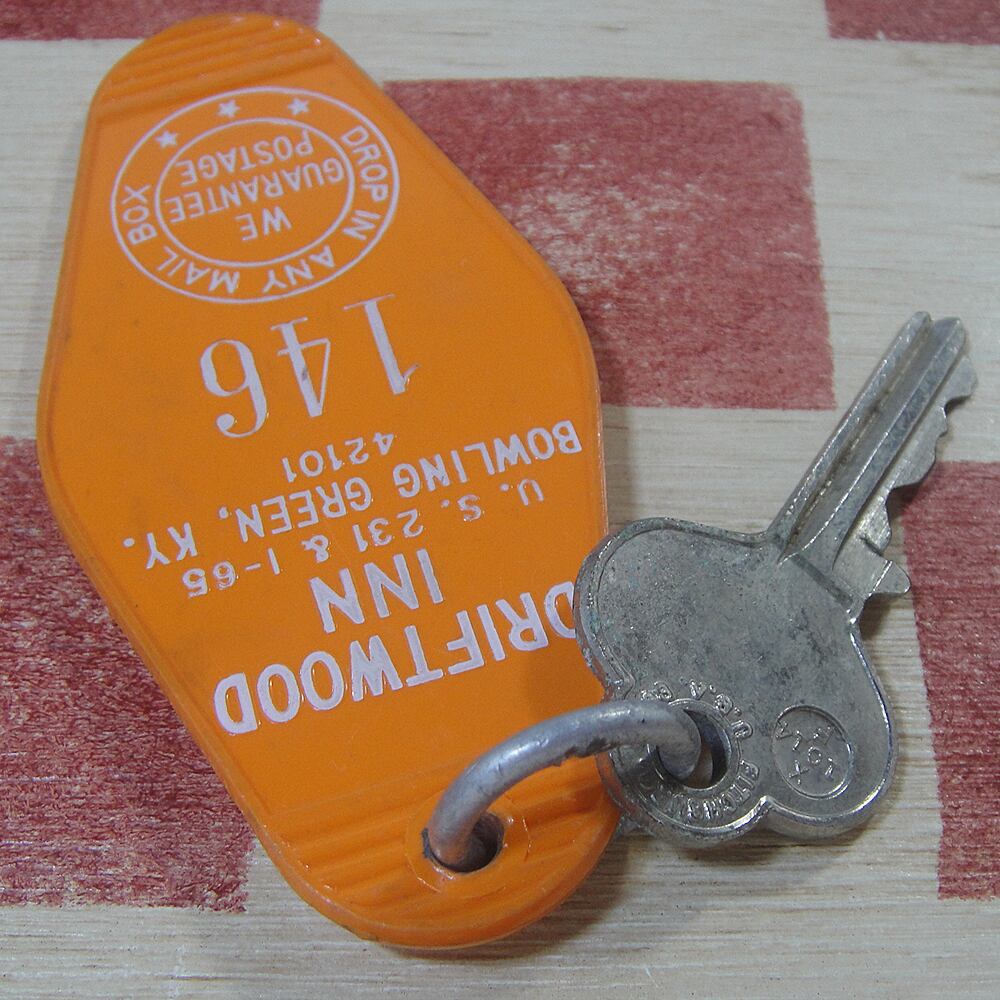 DRIFTWOOD
INN
U. S. 231 & I-65
BOWLING GREEN, KY.
42101
146
DROP IN ANY MAIL BOX
WE
GUARANTEE
POSTAGE
U.S.A.